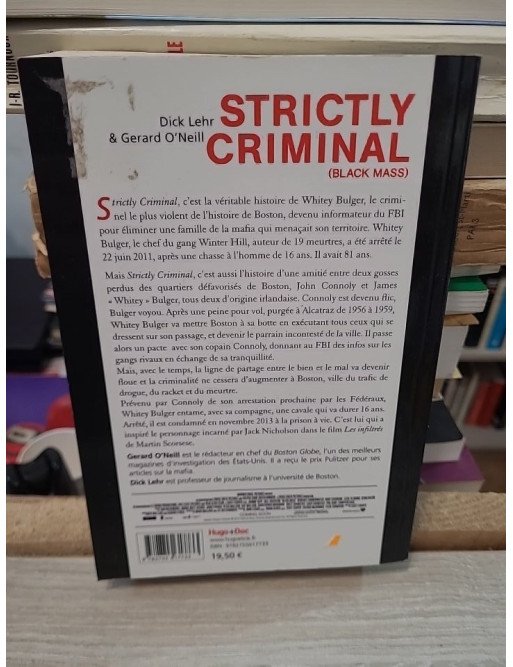 J.-R. TOURNOUX
LE
Dick Lehr STRICTLY
& Gerard O'Neill CRIMINAL
(BLACK MASS)
Strictly Criminal, c'est la véritable histoire de Whitey Bulger, le crimi-
nel le plus violent de l'histoire de Boston, devenu informateur du FBI
pour éliminer une famille de la mafia qui menaçait son territoire. Whitey
Bulger, le chef du gang Winter Hill, auteur de 19 meurtres, a été arrêté le
22 juin 2011, après une chasse à l'homme de 16 ans. Il avait 81 ans.
Mais Strictly Criminal, c'est aussi l'histoire d'une amitié entre deux gosses
perdus des quartiers défavorisés de Boston, John Connoly et James
« Whitey » Bulger, tous deux d'origine irlandaise. Connoly est devenu flic,
Bulger voyou. Après une peine pour vol, purgée à Alcatraz de 1956 à 1959,
Whitey Bulger va mettre Boston à sa botte en exécutant tous ceux qui se
dressent sur son passage, et devenir le parrain incontesté de la ville. Il passe
alors un pacte avec son copain Connoly, donnant au FBI des infos sur les
gangs rivaux en échange de sa tranquillité.
Mais, avec le temps, la ligne de partage entre le bien et le mal va devenir
floue et la criminalité ne cessera d'augmenter à Boston, ville du trafic de
drogue, du racket et du meurtre.
Prévenu par Connoly de son arrestation prochaine par les Fédéraux,
Whitey Bulger entame, avec sa compagne, une cavale qui va durer 16 ans.
Arrêté, il est condamné en novembre 2013 à la prison à vie. C'est lui qui a
inspiré le personnage incarné par Jack Nicholson dans le film Les infiltrés
de Martin Scorsese.
Gerard O'Neill est le rédacteur en chef du Boston Globe, l'un des meilleurs
magazines d'investigation des États-Unis. Il a reçu le prix Pulitzer pour ses
articles sur la mafia.
Dick Lehr est professeur de journalisme à l'université de Boston.
Hugo+Doc
19,50 €